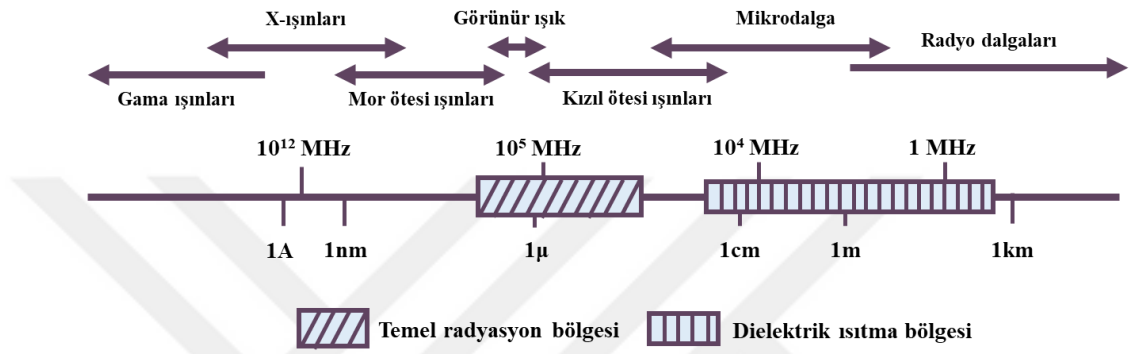 X-ışınları
Görünür ışık
Mikrodalga
Radyo dalgaları
Gama ışınları
Mor ötesi ışınları
Kızıl ötesi ışınları
10¹² MHz
10⁵ MHz
10⁴ MHz
1 MHz
1A
1nm
1μ
1cm
1m
1km
Temel radyasyon bölgesi
Dielektrik ısıtma bölgesi